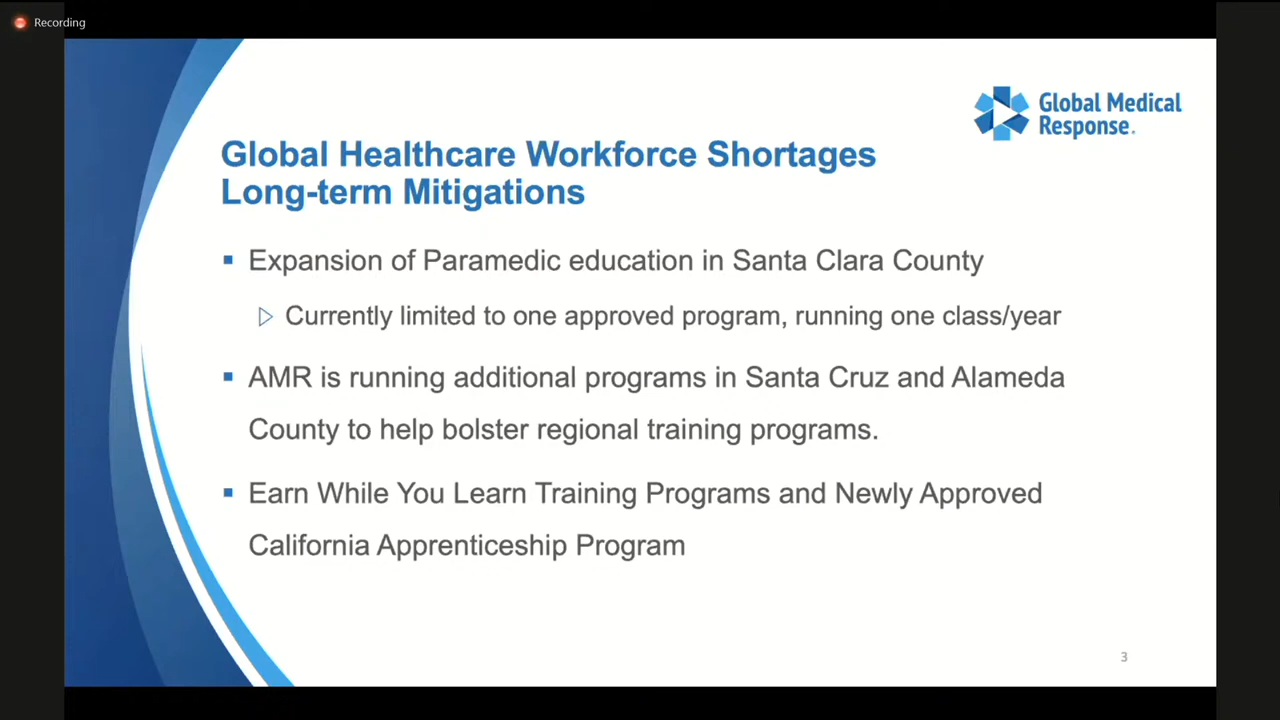 Recording
Global Medical
Response.
Global Healthcare Workforce Shortages
Long-term Mitigations
Expansion of Paramedic education in Santa Clara County
Currently limited to one approved program, running one class/year
AMR is running additional programs in Santa Cruz and Alameda
County to help bolster regional training programs.
Earn While You Learn Training Programs and Newly Approved
California Apprenticeship Program
3